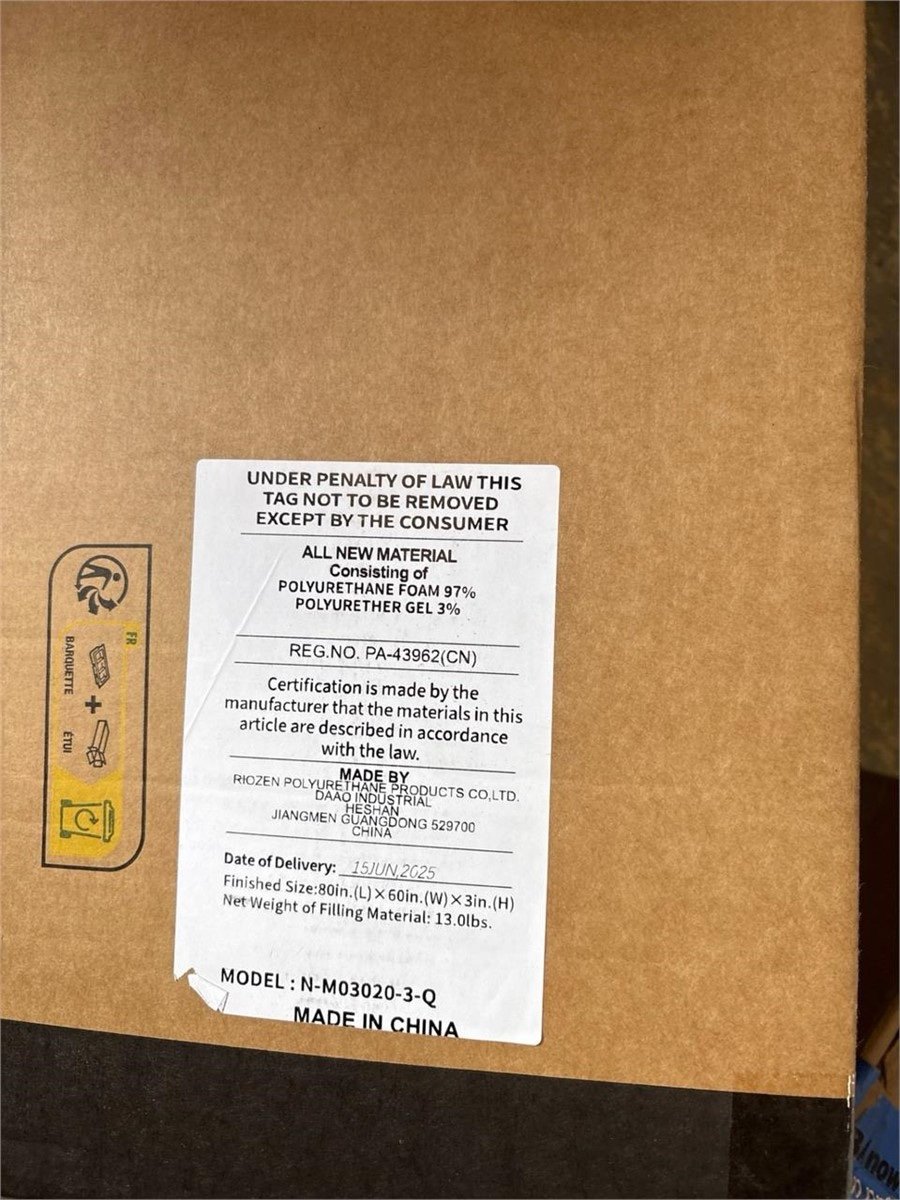 UNDER PENALTY OF LAW THIS
TAG NOT TO BE REMOVED
EXCEPT BY THE CONSUMER
ALL NEW MATERIAL
Consisting of
POLYURETHANE FOAM 97%
POLYURETHER GEL 3%
REG.NO. PA-43962(CN)
Certification is made by the
manufacturer that the materials in this
article are described in accordance
with the law.
MADE BY
RIOZEN POLYURETHANE PRODUCTS CO,LTD.
DAAO INDUSTRIAL
HESHAN
JIANGMEN GUANGDONG 529700
CHINA
Date of Delivery: 15JUN,2025
Finished Size:80in.(L)×60in.(W)×3in.(H)
Net Weight of Filling Material: 13.0lbs.
MODEL : N-M03020-3-Q
MADE IN CHINA
FR
BARQUETTE
+
ÉTUI